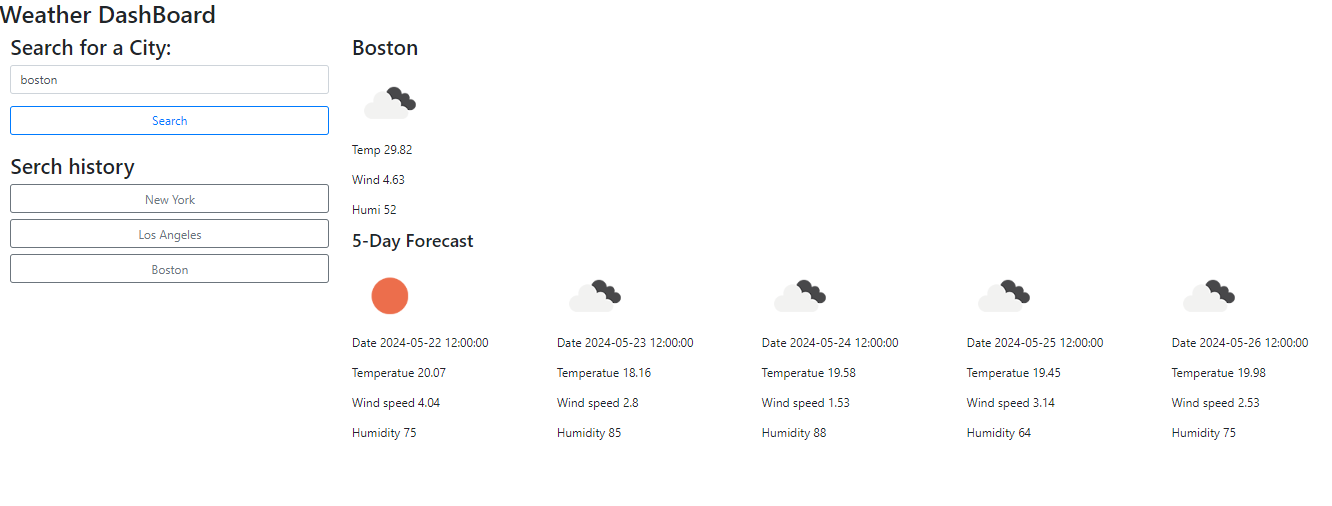 Weather DashBoard
Search for a City:
boston
Search
Serch history
New York
Los Angeles
Boston
Boston
Temp 29.82
Wind 4.63
Humi 52
5-Day Forecast
Date 2024-05-22 12:00:00
Temperatue 20.07
Wind speed 4.04
Humidity 75
Date 2024-05-23 12:00:00
Temperatue 18.16
Wind speed 2.8
Humidity 85
Date 2024-05-24 12:00:00
Temperatue 19.58
Wind speed 1.53
Humidity 88
Date 2024-05-25 12:00:00
Temperatue 19.45
Wind speed 3.14
Humidity 64
Date 2024-05-26 12:00:00
Temperatue 19.98
Wind speed 2.53
Humidity 75